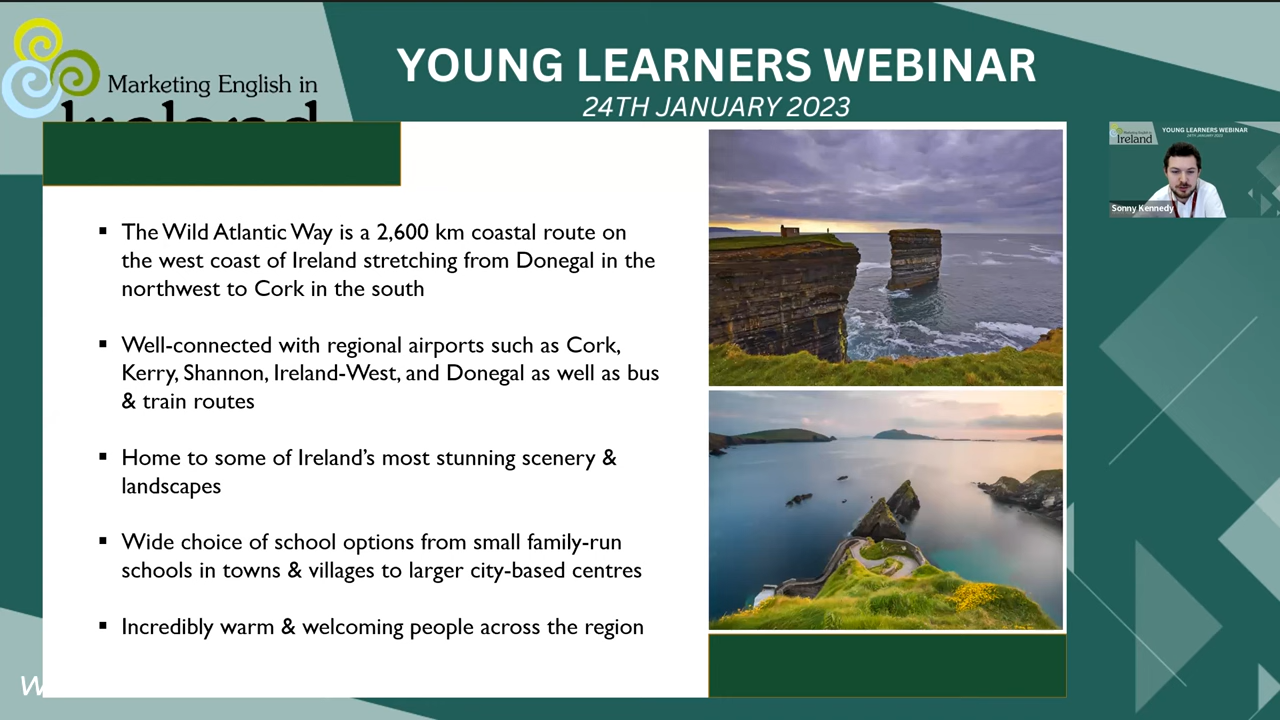 Marketing English in
Ireland
YOUNG LEARNERS WEBINAR
24TH JANUARY 2023
▪ The Wild Atlantic Way is a 2,600 km coastal route on
the west coast of Ireland stretching from Donegal in the
northwest to Cork in the south
▪ Well-connected with regional airports such as Cork,
Kerry, Shannon, Ireland-West, and Donegal as well as bus
& train routes
▪ Home to some of Ireland’s most stunning scenery &
landscapes
▪ Wide choice of school options from small family-run
schools in towns & villages to larger city-based centres
▪ Incredibly warm & welcoming people across the region
Ireland
YOUNG LEARNERS WEBINAR
Sonny Kennedy